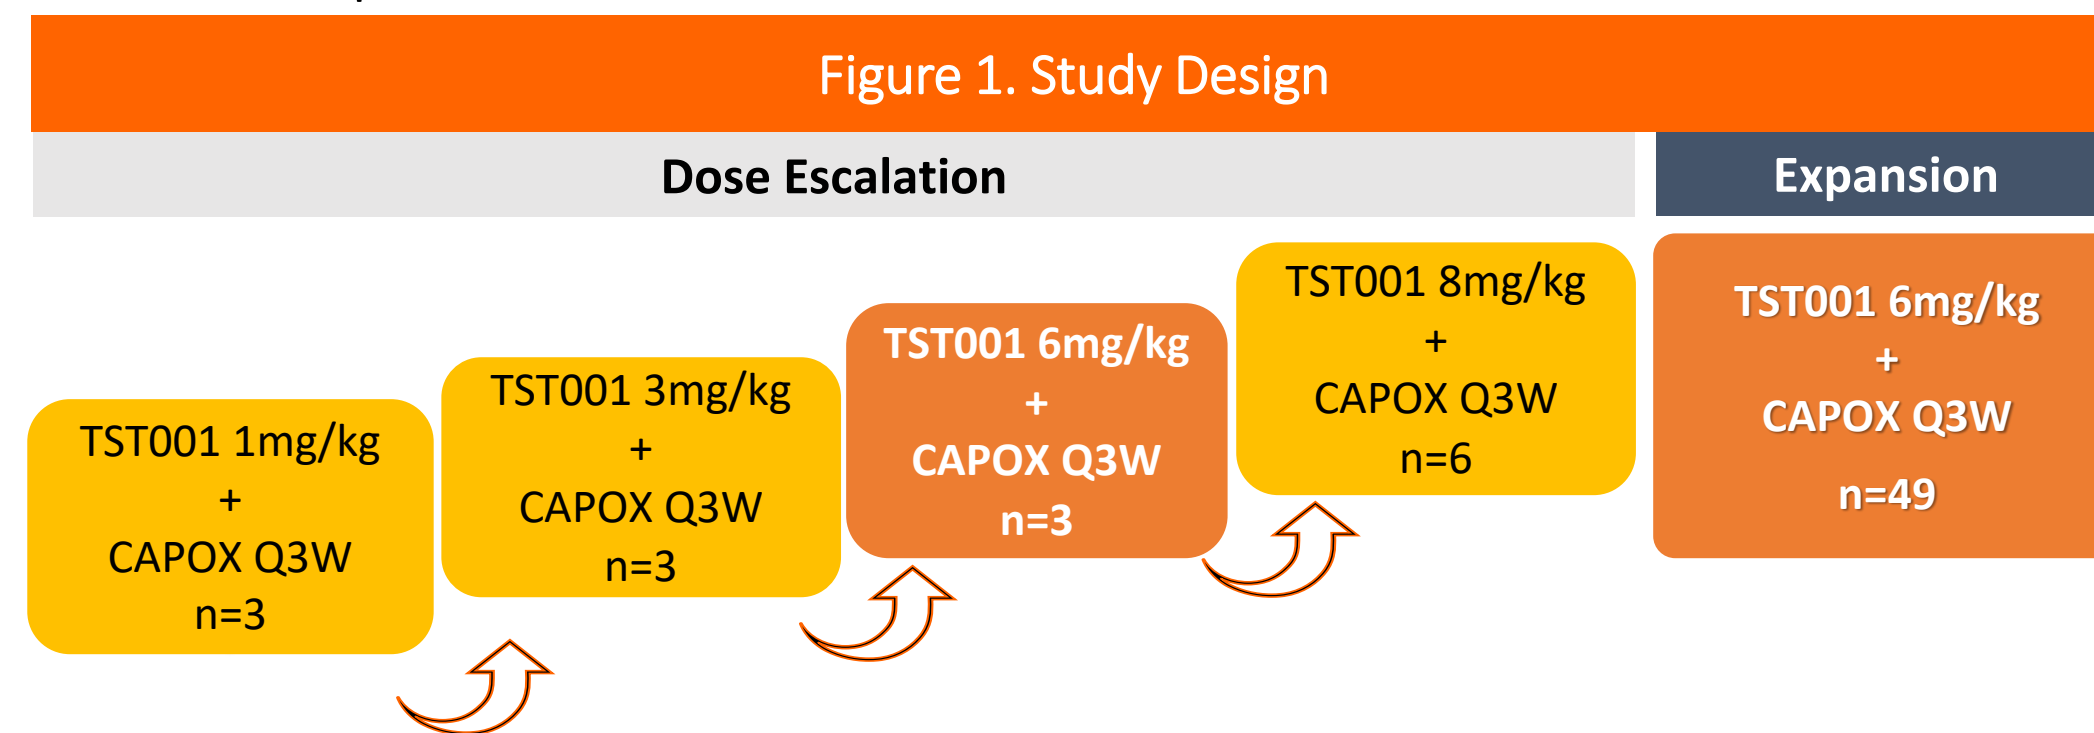 Figure 1. Study Design
Dose Escalation
Expansion
TST001 1mg/kg
+
CAPOX Q3W
n=3
TST001 3mg/kg
+
CAPOX Q3W
n=3
TST001 6mg/kg
+
CAPOX Q3W
n=3
TST001 8mg/kg
+
CAPOX Q3W
n=6
TST001 6mg/kg
+
CAPOX Q3W
n=49